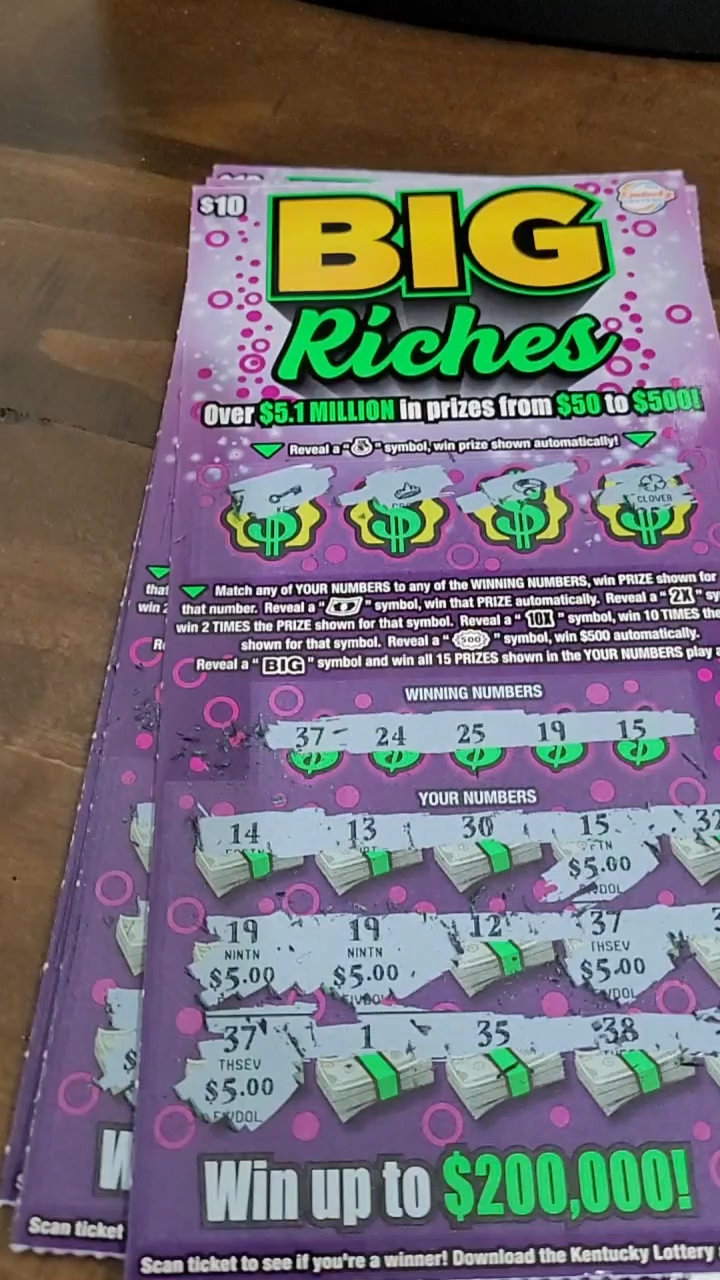 $10
BIG
Riches
Over $5.1 MILLION in prizes from $50 to $500!
Reveal a " " symbol, win prize shown automatically!
CLOVER
Match any of YOUR NUMBERS to any of the WINNING NUMBERS, win PRIZE shown for
that number. Reveal a " " symbol, win that PRIZE automatically. Reveal a "2X" sy
win 2 TIMES the PRIZE shown for that symbol. Reveal a "10X" symbol, win 10 TIMES the
shown for that symbol. Reveal a "500" symbol, win $500 automatically.
Reveal a "BIG" symbol and win all 15 PRIZES shown in the YOUR NUMBERS play a
WINNING NUMBERS
37 24 25 19 15
YOUR NUMBERS
14 13 30 15 32
$5.00
19 19 12 37
NINTN NINTN THSEV
$5.00 $5.00 $5.00
37 1 35 38
THSEV
$5.00
Win up to $200,000!
Scan ticket to see if you're a winner! Download the Kentucky Lottery
that
win 2
W
Scan ticket